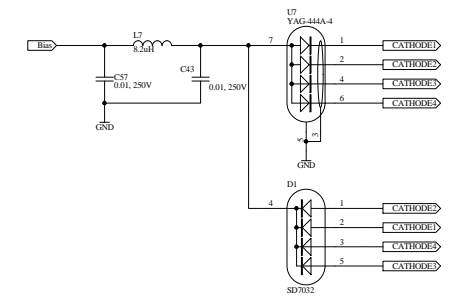 U7
YAG-444A-4
L7
8.2uH
Bias
7
1
CATHODE1
2
CATHODE2
4
CATHODE3
6
CATHODE4
C57
0.01, 250V
C43
0.01, 250V
GND
5
3
GND
D1
4
1
CATHODE2
2
CATHODE1
3
CATHODE4
5
CATHODE3
SD7032